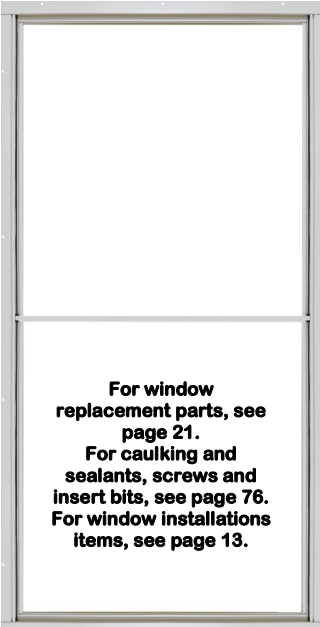 For window
replacement parts, see
page 21.
For caulking and
sealants, screws and
insert bits, see page 76.
For window installations
items, see page 13.